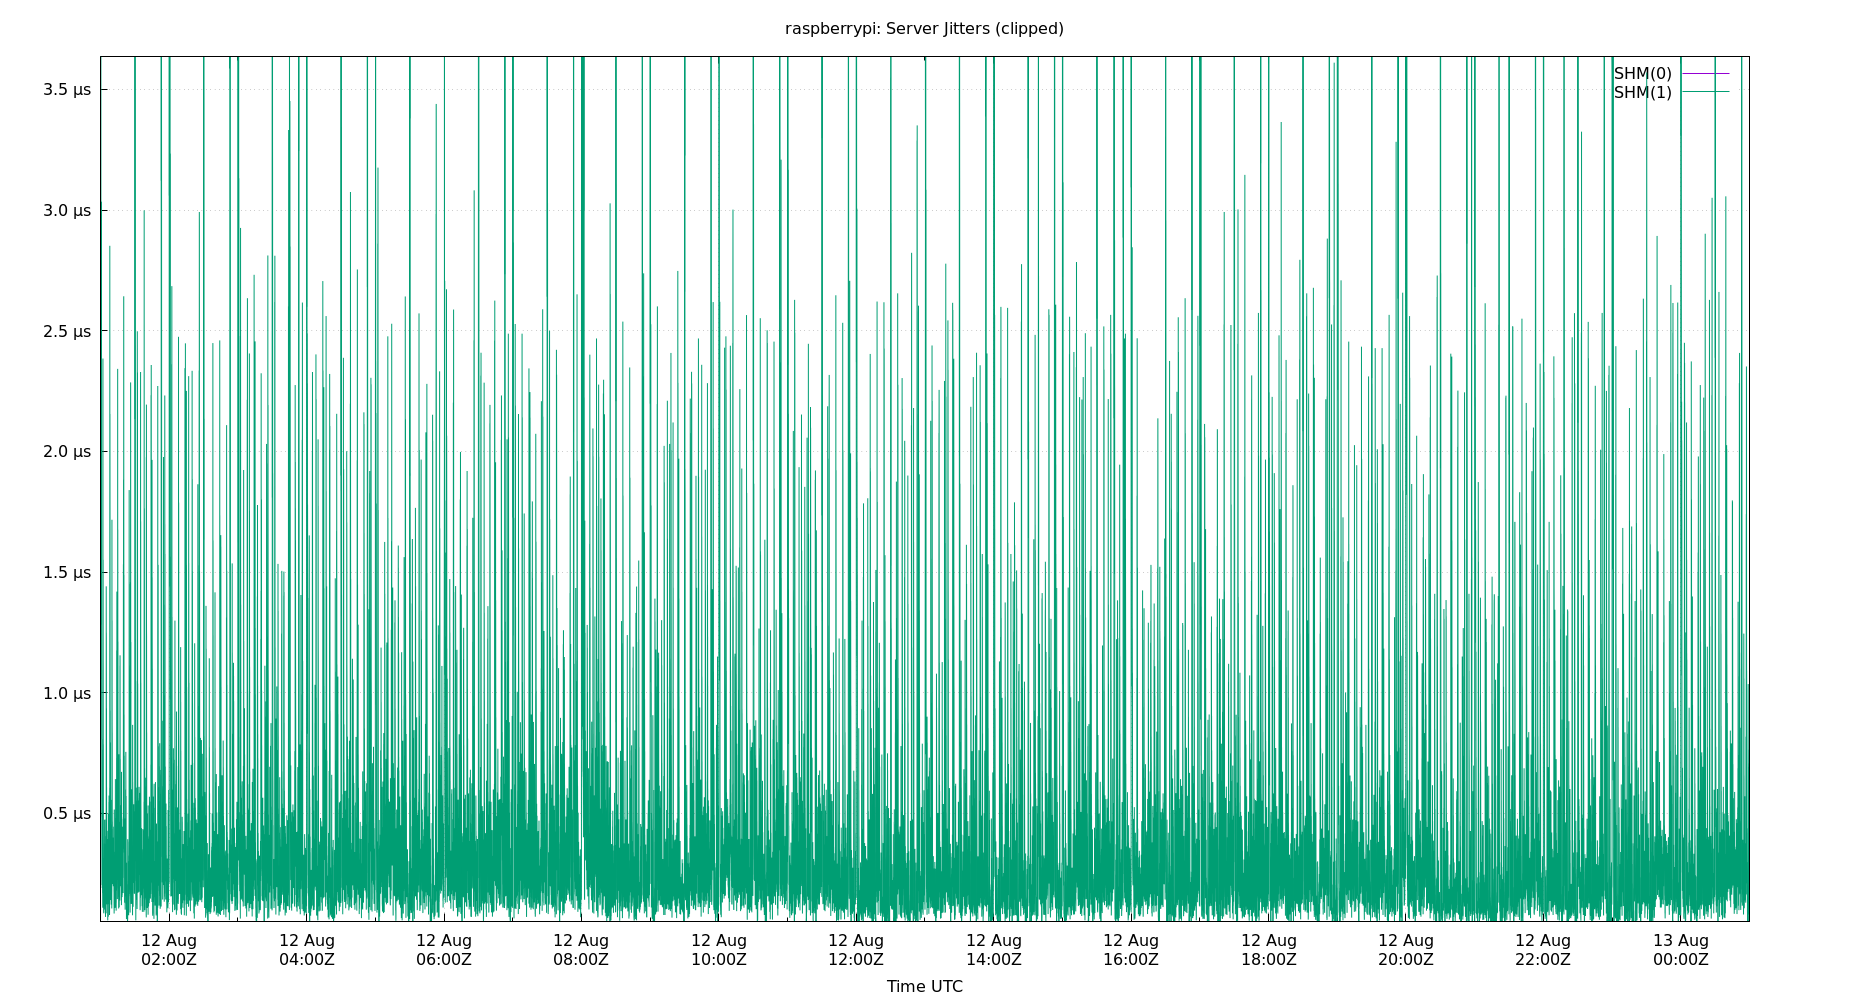 raspberrypi: Server Jitters (clipped)
SHM(0)
SHM(1)
3.5 µs
3.0 µs
2.5 µs
2.0 µs
1.5 µs
1.0 µs
0.5 µs
12 Aug 12 Aug 12 Aug 12 Aug 12 Aug 12 Aug 12 Aug 12 Aug 12 Aug 12 Aug 12 Aug 13 Aug
02:00Z 04:00Z 06:00Z 08:00Z 10:00Z 12:00Z 14:00Z 16:00Z 18:00Z 20:00Z 22:00Z 00:00Z
Time UTC